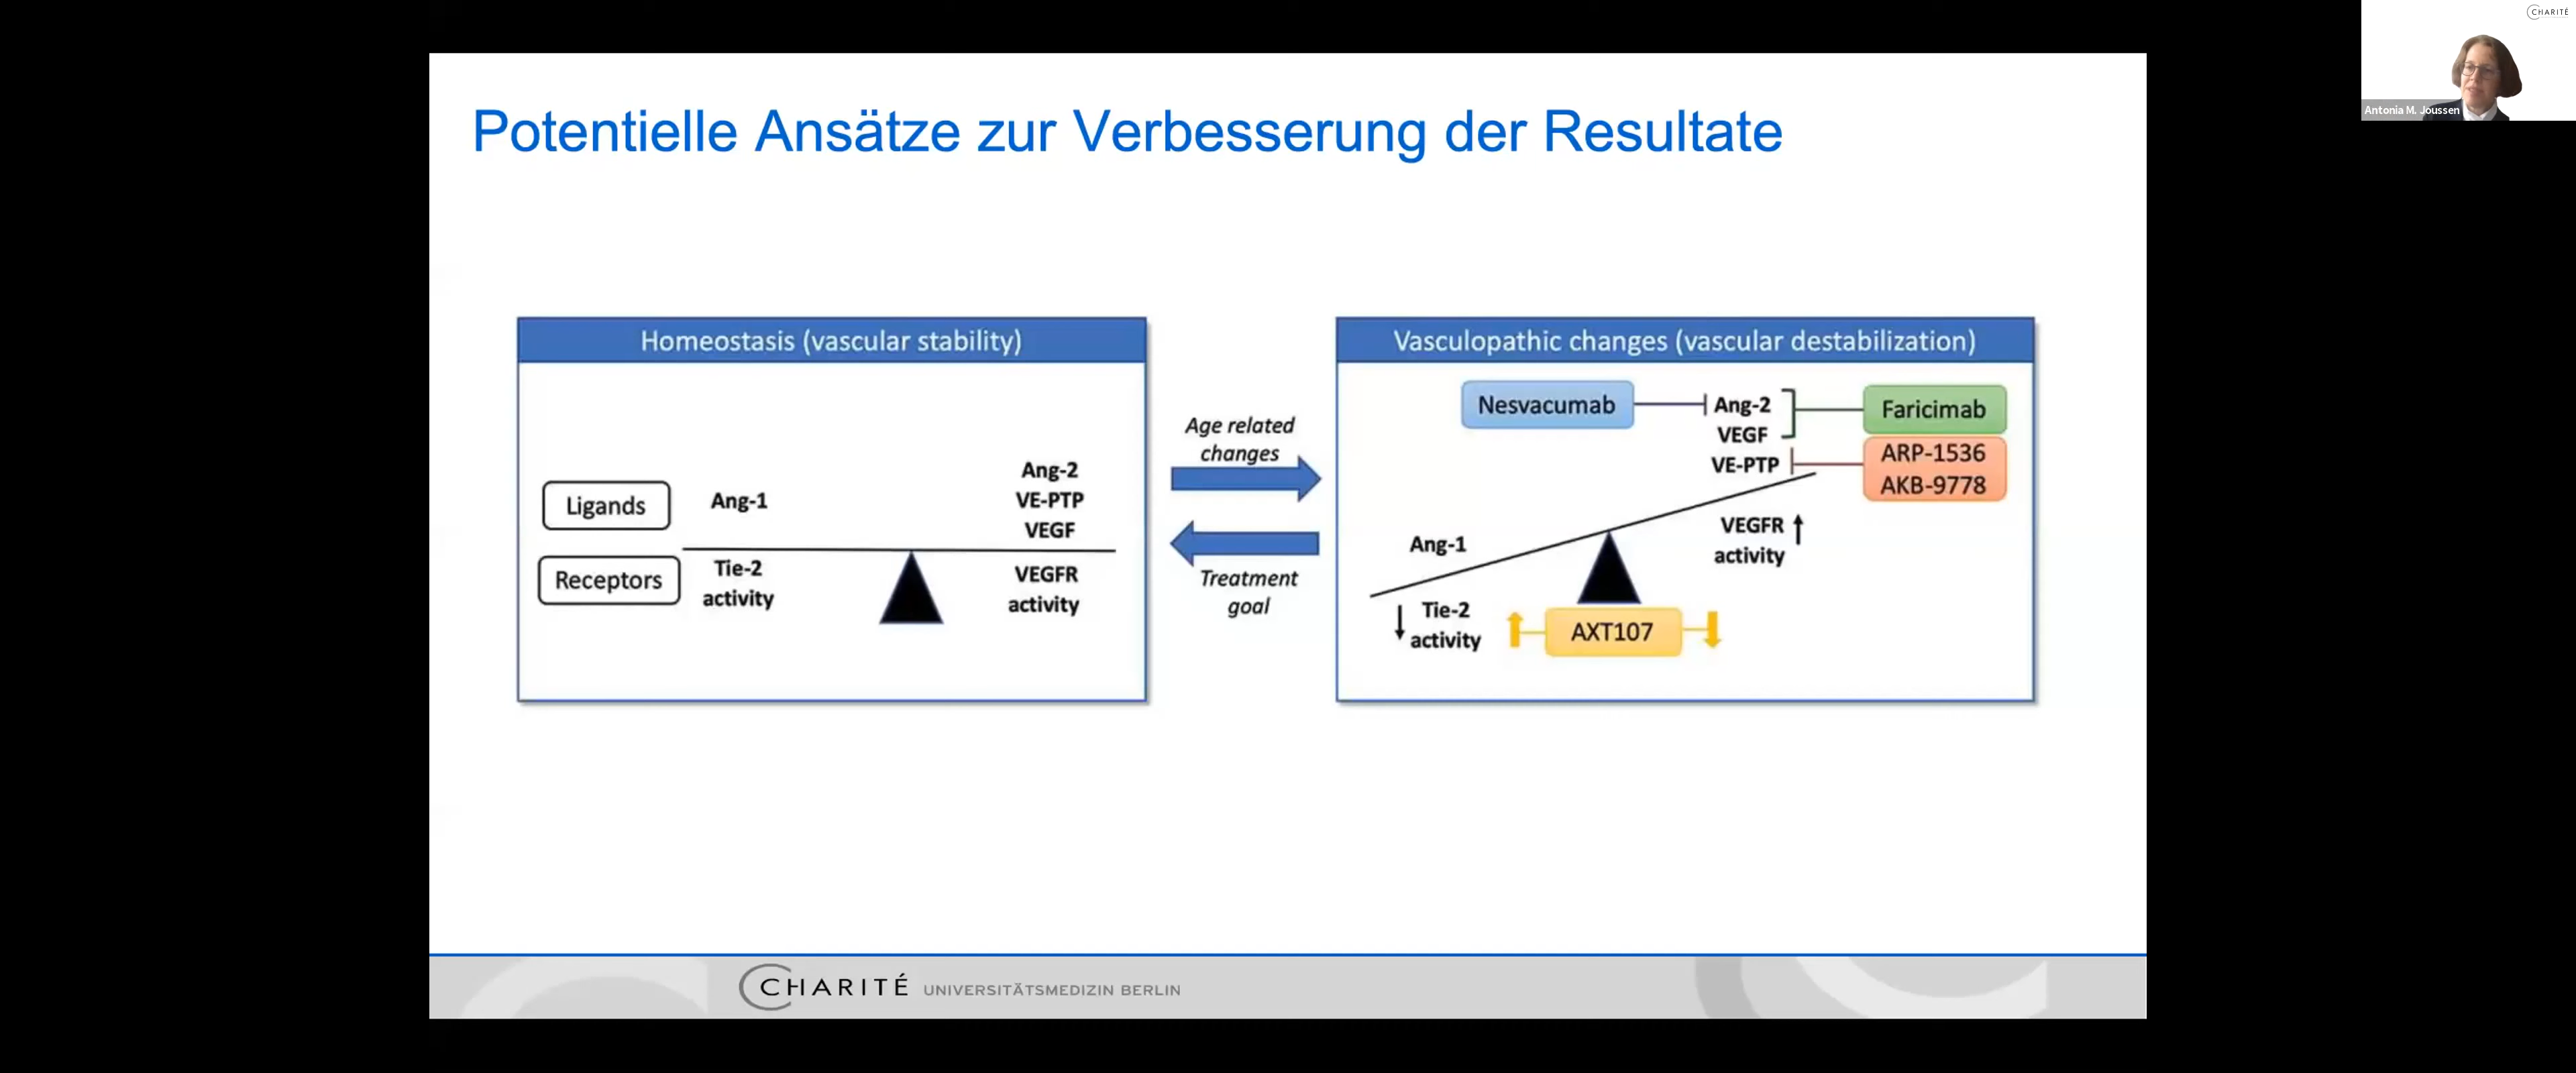 Potentielle Ansätze zur Verbesserung der Resultate
Homeostasis (vascular stability)
Ligands
Ang-1
Ang-2
VE-PTP
VEGF
Receptors
Tie-2
activity
VEGFR
activity
Age related
changes
Treatment
goal
Vasculopathic changes (vascular destabilization)
Nesvacumab
Ang-2
VEGF
VE-PTP
Faricimab
ARP-1536
AKB-9778
Ang-1
VEGFR
activity
Tie-2
activity
AXT107
CHARITÉ UNIVERSITÄTSMEDIZIN BERLIN
CHARITÉ
Antonia M. Joussen